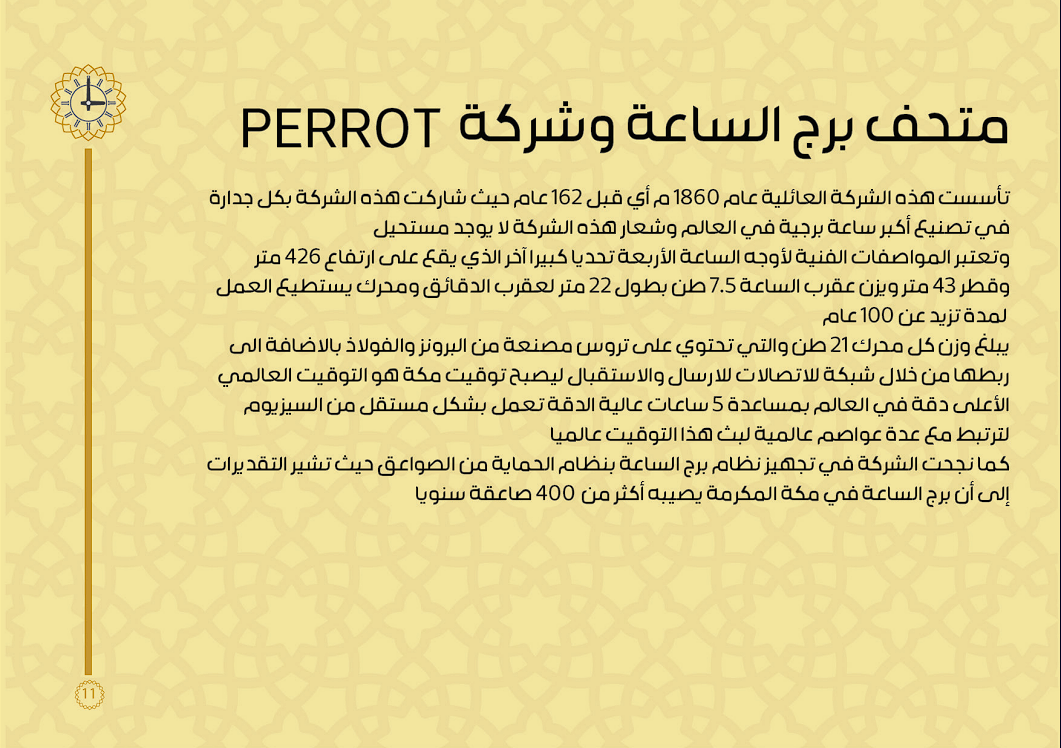 متحف برج الساعة وشركة PERROT
تأسست هذه الشركة العائلية عام 1860 م أي قبل 162 عام حيث شاركت هذه الشركة بكل جدارة
في تصنيع أكبر ساعة برجية في العالم وشعار هذه الشركة لا يوجد مستحيل
وتعتبر المواصفات الفنية لأوجه الساعة الأربعة تحديا كبيرا آخر الذي يقع على ارتفاع 426 متر
وقطر 43 متر ويزن عقرب الساعة 7.5 طن بطول 22 متر لعقرب الدقائق ومحرك يستطيع العمل
لمدة تزيد عن 100 عام
يبلغ وزن كل محرك 21 طن والتي تحتوي على تروس مصنعة من البرونز والفولاذ بالاضافة الى
ربطها من خلال شبكة للاتصالات للارسال والاستقبال ليصبح توقيت مكة هو التوقيت العالمي
الأعلى دقة في العالم بمساعدة 5 ساعات عالية الدقة تعمل بشكل مستقل من السيزيوم
لترتبط مع عدة عواصم عالمية لبث هذا التوقيت عالميا
كما نجحت الشركة في تجهيز نظام برج الساعة بنظام الحماية من الصواعق حيث تشير التقديرات
إلى أن برج الساعة في مكة المكرمة يصيبه أكثر من 400 صاعقة سنويا
11